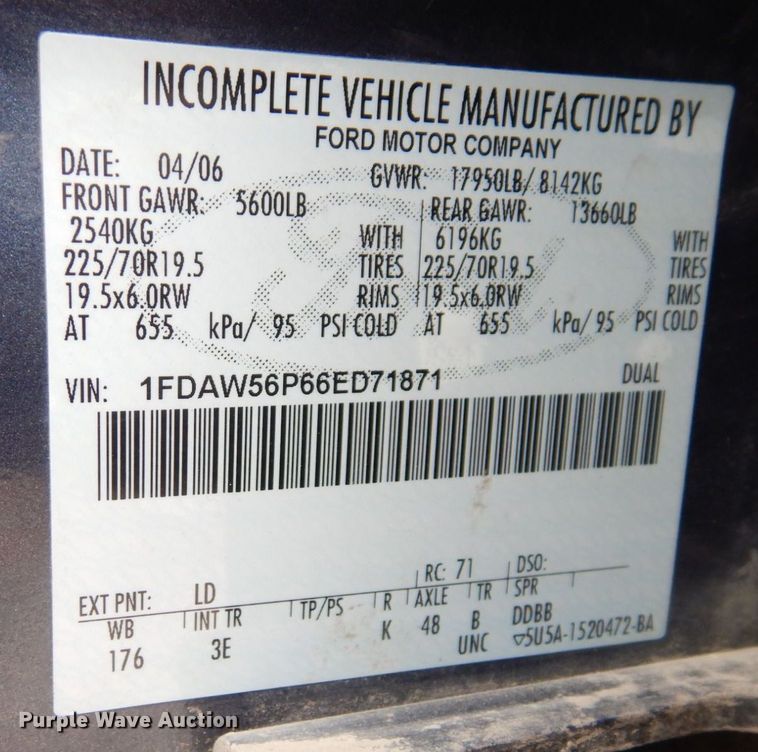 INCOMPLETE VEHICLE MANUFACTURED BY
FORD MOTOR COMPANY
DATE: 04/06 GVWR: 17950LB/ 8142KG
FRONT GAWR: 5600LB REAR GAWR: 13660LB
2540KG WITH 6196KG WITH
225/70R19.5 TIRES 225/70R19.5 TIRES
19.5x6.0RW RIMS 19.5x6.0RW RIMS
AT 655 kPa/ 95 PSI COLD AT 655 kPa/ 95 PSI COLD
VIN: 1FDAW56P66ED71871 DUAL
EXT PNT: LD RC: 71 DSO:
WB INT TR TP/PS R AXLE TR SPR
176 3E K 48 B DDBB
UNC ▽5U5A-1520472-BA
Purple Wave Auction